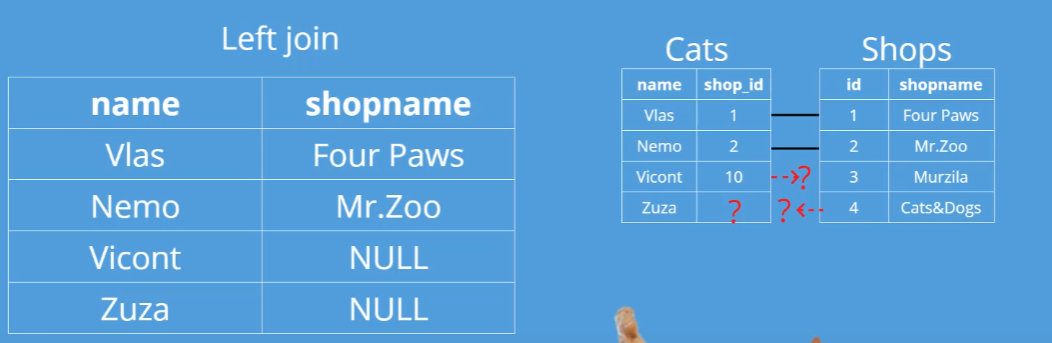 Left join
name shopname
Vlas Four Paws
Nemo Mr.Zoo
Vicont NULL
Zuza NULL
Cats Shops
name shop_id id shopname
Vlas 1 1 Four Paws
Nemo 2 2 Mr.Zoo
Vicont 10 ? 3 Murzila
Zuza ? ? 4 Cats&Dogs